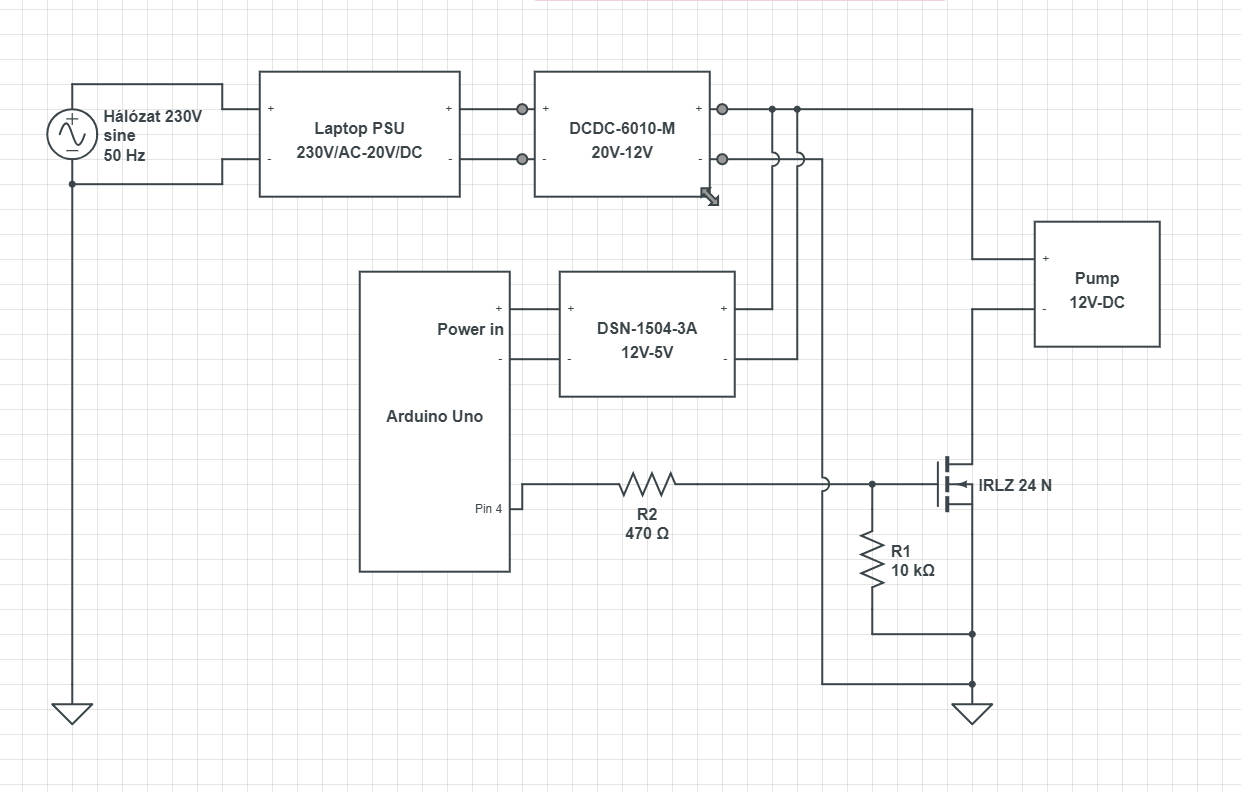 Hálózat 230V
sine
50 Hz
+
-
Laptop PSU
230V/AC-20V/DC
+
-
+
-
DCDC-6010-M
20V-12V
+
-
+
-
Pump
12V-DC
+
-
Power in
Arduino Uno
Pin 4
+
-
DSN-1504-3A
12V-5V
+
-
R2
470 Ω
IRLZ 24 N
R1
10 kΩ